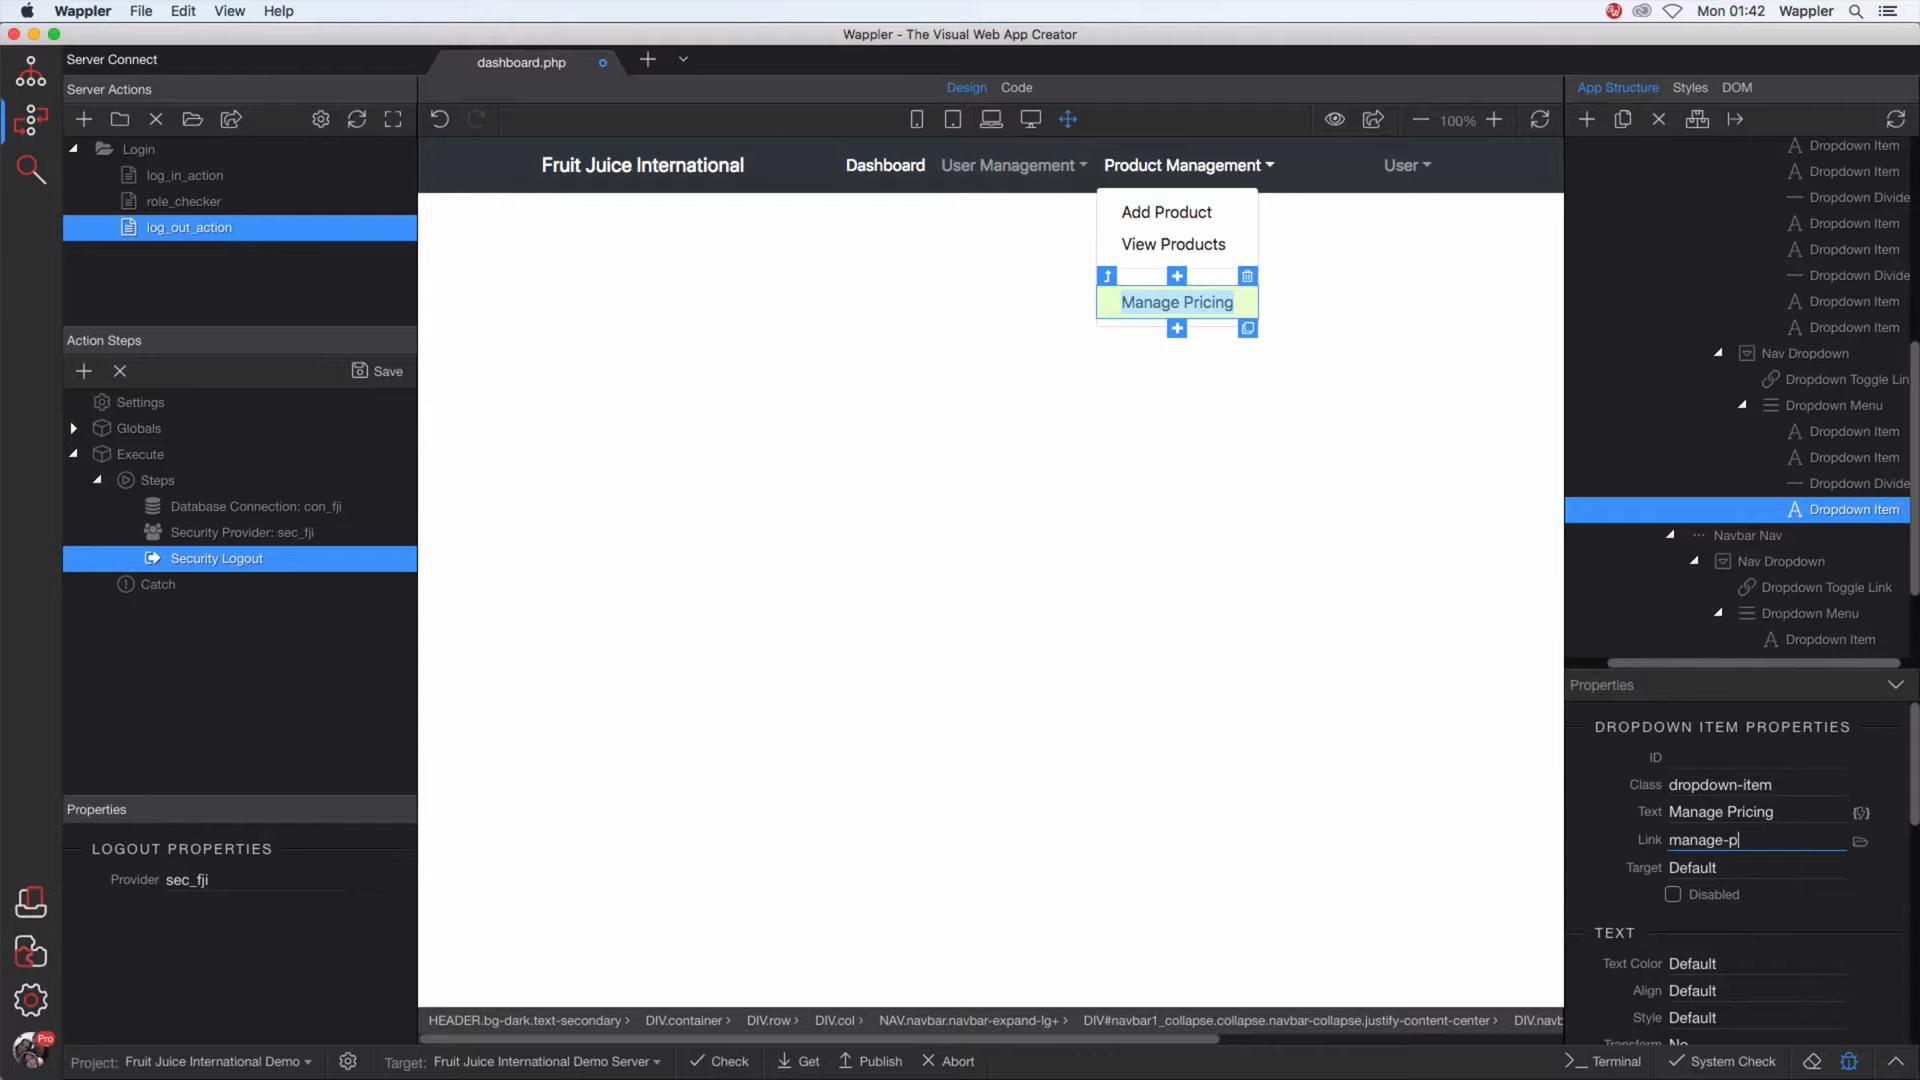 Wappler File Edit View Help Mon 01:42 Wappler
Wappler - The Visual Web App Creator
Server Connect
dashboard.php
Server Actions
Design Code
App Structure Styles DOM
100%
Login
log_in_action
role_checker
log_out_action
Fruit Juice International Dashboard User Management Product Management User
Add Product
View Products
Manage Pricing
Dropdown Item
Dropdown Item
Dropdown Divide
Dropdown Item
Dropdown Item
Dropdown Divide
Dropdown Item
Dropdown Item
Nav Dropdown
Dropdown Toggle Lin
Dropdown Menu
Dropdown Item
Dropdown Item
Dropdown Divide
Dropdown Item
Navbar Nav
Nav Dropdown
Dropdown Toggle Link
Dropdown Menu
Dropdown Item
Action Steps
Save
Settings
Globals
Execute
Steps
Database Connection: con_fji
Security Provider: sec_fji
Security Logout
Catch
Properties
LOGOUT PROPERTIES
Provider sec_fji
Properties
DROPDOWN ITEM PROPERTIES
ID
Class dropdown-item
Text Manage Pricing
Link manage-p
Target Default
Disabled
TEXT
Text Color Default
Align Default
Style Default
Transform No
HEADER.bg-dark.text-secondary DIV.container DIV.row DIV.col NAV.navbar.navbar-expand-lg+ DIV#navbar1_collapse.collapse.navbar-collapse.justify-content-center DIV.navb
Pro
Project: Fruit Juice International Demo Target: Fruit Juice International Demo Server Check Get Publish Abort Terminal System Check